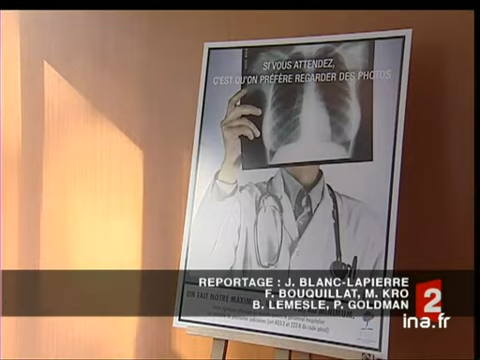 SI VOUS ATTENDEZ,
C'EST QU'ON PRÉFÈRE REGARDER DES PHOTOS
ON FAIT NOTRE MAXIMUM
MINIMUM.
REPORTAGE : J. BLANC-LAPIERRE
F. BOUQUILLAT, M. KRO
B. LEMESLE, P. GOLDMAN
2
ina.fr